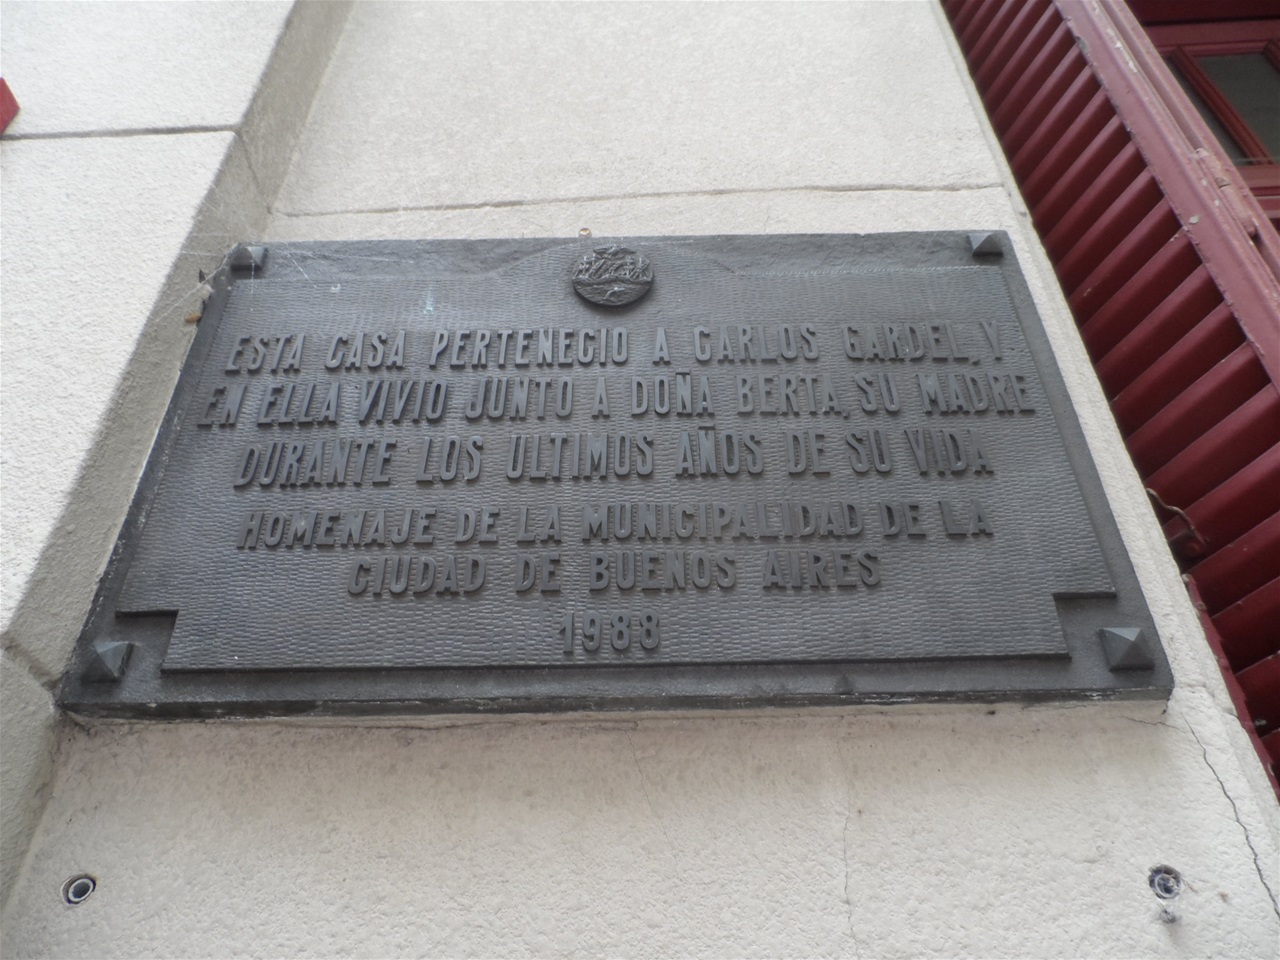 ESTA CASA PERTENECIO A CARLOS GARDEL, Y
EN ELLA VIVIO JUNTO A DOÑA BERTA, SU MADRE
DURANTE LOS ULTIMOS AÑOS DE SU VIDA
HOMENAJE DE LA MUNICIPALIDAD DE LA
CIUDAD DE BUENOS AIRES
1988